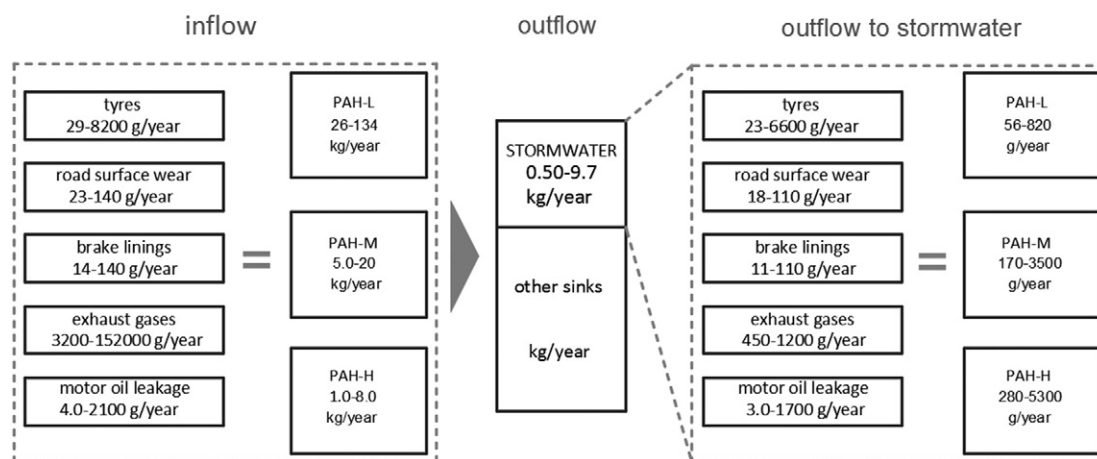 inflow
outflow
outflow to stormwater
tyres
29-8200 g/year
road surface wear
23-140 g/year
brake linings
14-140 g/year
exhaust gases
3200-152000 g/year
motor oil leakage
4.0-2100 g/year
=
PAH-L
26-134
kg/year
PAH-M
5.0-20
kg/year
PAH-H
1.0-8.0
kg/year
STORMWATER
0.50-9.7
kg/year
other sinks
kg/year
tyres
23-6600 g/year
road surface wear
18-110 g/year
brake linings
11-110 g/year
exhaust gases
450-1200 g/year
motor oil leakage
3.0-1700 g/year
=
PAH-L
56-820
g/year
PAH-M
170-3500
g/year
PAH-H
280-5300
g/year